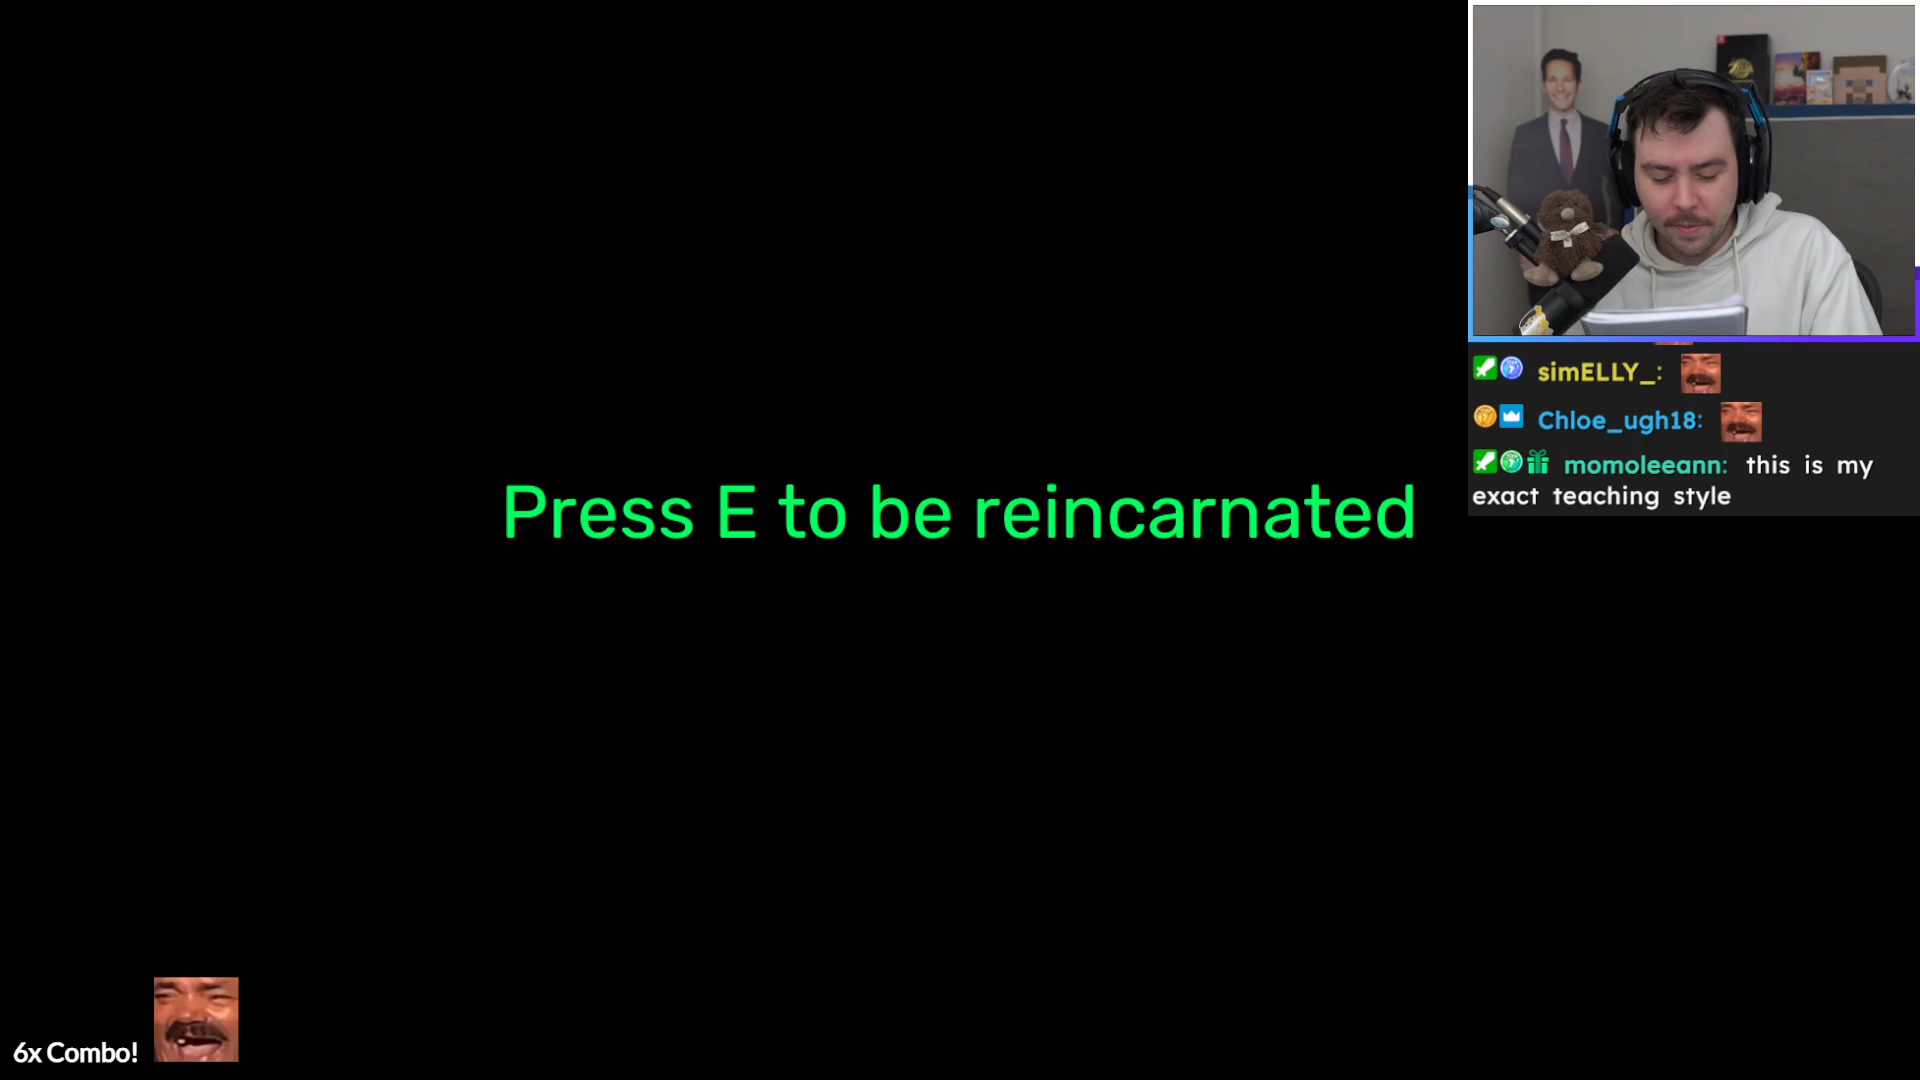 Press E to be reincarnated
simELLY_:
Chloe_ugh18:
momoleeann: this is my
exact teaching style
6x Combo!